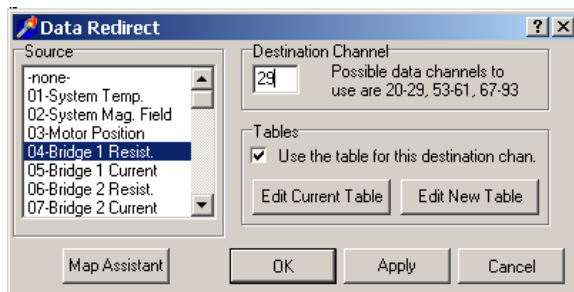 Data Redirect
Source
-none-
01-System Temp.
02-System Mag. Field
03-Motor Position
04-Bridge 1 Resist.
05-Bridge 1 Current
06-Bridge 2 Resist.
07-Bridge 2 Current
Destination Channel
29
Possible data channels to
use are 20-29, 53-61, 67-93
Tables
Use the table for this destination chan.
Edit Current Table
Edit New Table
Map Assistant
OK
Apply
Cancel